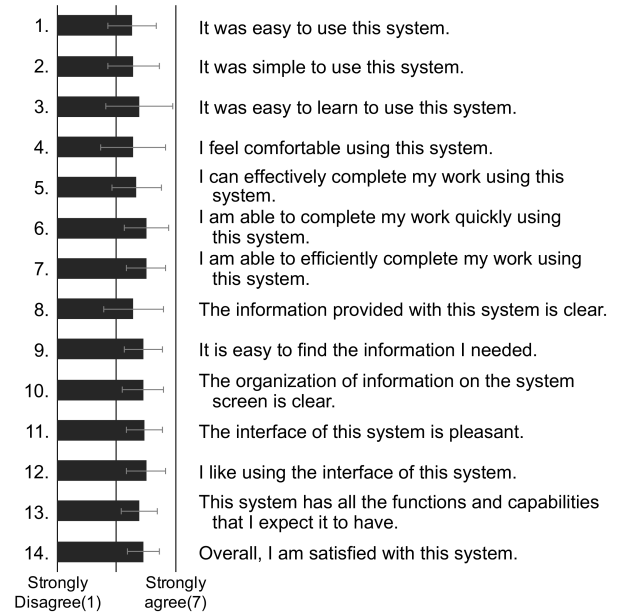 1. It was easy to use this system.
2. It was simple to use this system.
3. It was easy to learn to use this system.
4. I feel comfortable using this system.
5. I can effectively complete my work using this
system.
6. I am able to complete my work quickly using
this system.
7. I am able to efficiently complete my work using
this system.
8. The information provided with this system is clear.
9. It is easy to find the information I needed.
10. The organization of information on the system
screen is clear.
11. The interface of this system is pleasant.
12. I like using the interface of this system.
13. This system has all the functions and capabilities
that I expect it to have.
14. Overall, I am satisfied with this system.
Strongly
Disagree(1)
Strongly
agree(7)